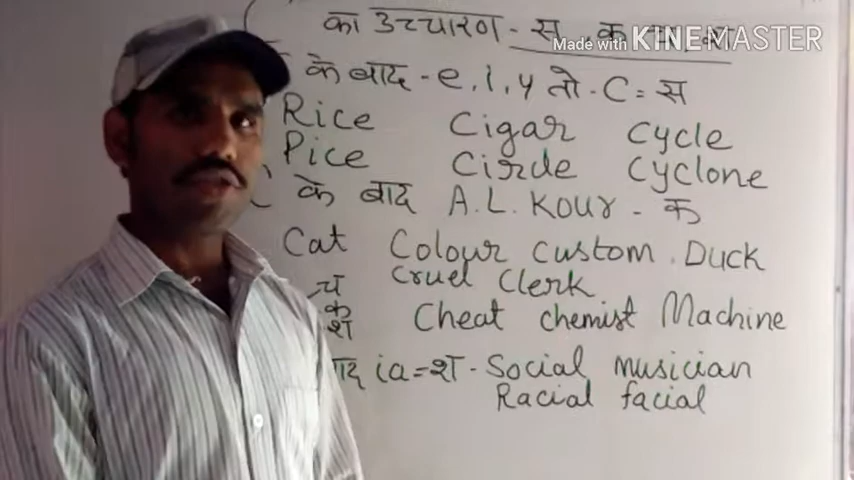 का उच्चारण - स, क
Made with KINEMASTER
के बाद - e, i, y तो - C = स
Rice Cigar Cycle
Pice Circle Cyclone
के बाद A.L. KOUR - क
Cat Colour Custom . Duck
Cruel Clerk
च
क Cheat chemist Machine
श
बाद ia = श - Social musician
Racial facial